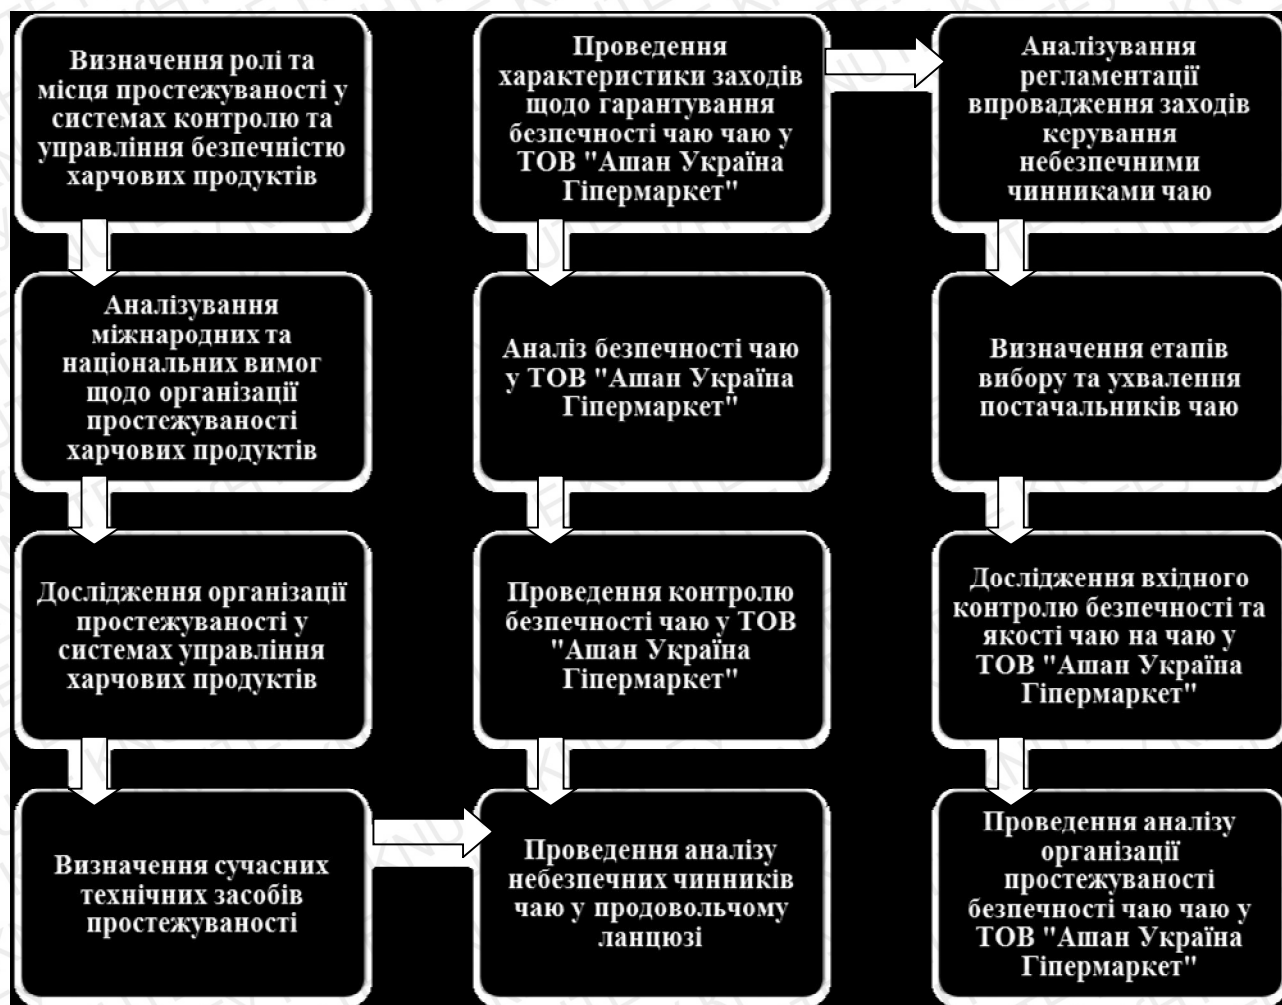 Визначення ролі та
місця простежуваності у
системах контролю та
управління безпечністю
харчових продуктів
Аналізування
міжнародних та
національних вимог
щодо організації
простежуваності
харчових продуктів
Дослідження організації
простежуваності у
системах управління
харчових продуктів
Визначення сучасних
технічних засобів
простежуваності
Проведення
характеристики заходів
щодо гарантування
безпечності чаю чаю у
ТОВ "Ашан Україна
Гіпермаркет"
Аналіз безпечності чаю
у ТОВ "Ашан Україна
Гіпермаркет"
Проведення контролю
безпечності чаю у ТОВ
"Ашан Україна
Гіпермаркет"
Проведення аналізу
небезпечних чинників
чаю у продовольчому
ланцюзі
Аналізування
регламентації
впровадження заходів
керування
небезпечними
чинниками чаю
Визначення етапів
вибору та ухвалення
постачальників чаю
Дослідження вхідного
контролю безпечності та
якості чаю на чаю у
ТОВ "Ашан Україна
Гіпермаркет"
Проведення аналізу
організації
простежуваності
безпечності чаю чаю у
ТОВ "Ашан Україна
Гіпермаркет"